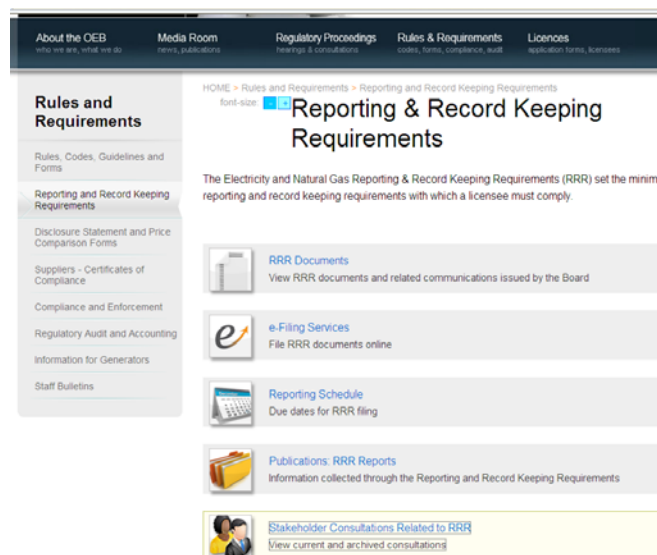 About the OEB
who we are, what we do
Media Room
news, publications
Regulatory Proceedings
hearings & consultations
Rules & Requirements
codes, forms, compliance, audit
Licences
application forms, licensees
Rules and
Requirements
Rules, Codes, Guidelines and
Forms
Reporting and Record Keeping
Requirements
Disclosure Statement and Price
Comparison Forms
Suppliers - Certificates of
Compliance
Compliance and Enforcement
Regulatory Audit and Accounting
Information for Generators
Staff Bulletins
HOME > Rules and Requirements > Reporting and Record Keeping Requirements
font-size: - +
Reporting & Record Keeping
Requirements
The Electricity and Natural Gas Reporting & Record Keeping Requirements (RRR) set the minim
reporting and record keeping requirements with which a licensee must comply.
RRR Documents
View RRR documents and related communications issued by the Board
e-Filing Services
File RRR documents online
Reporting Schedule
Due dates for RRR filing
Publications: RRR Reports
Information collected through the Reporting and Record Keeping Requirements
Stakeholder Consultations Related to RRR
View current and archived consultations